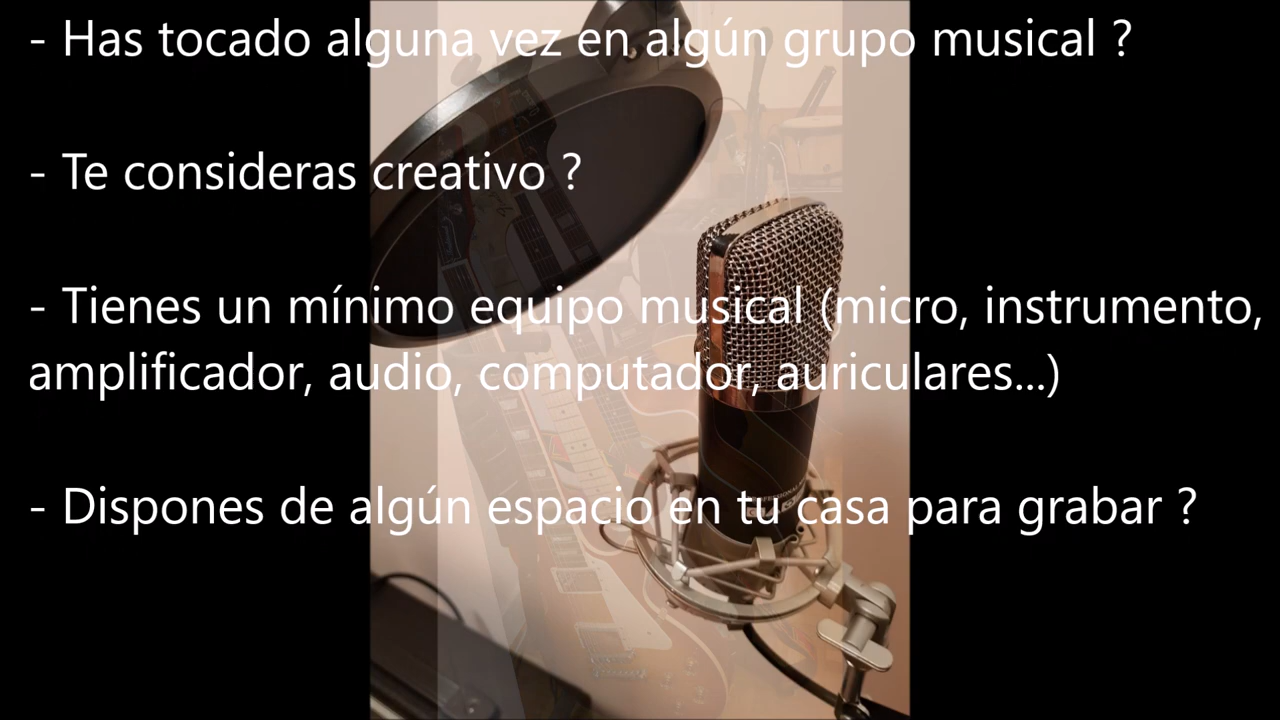 - Has tocado alguna vez en algún grupo musical ?
- Te consideras creativo ?
- Tienes un mínimo equipo musical (micro, instrumento,
amplificador, audio, computador, auriculares...)
- Dispones de algún espacio en tu casa para grabar ?